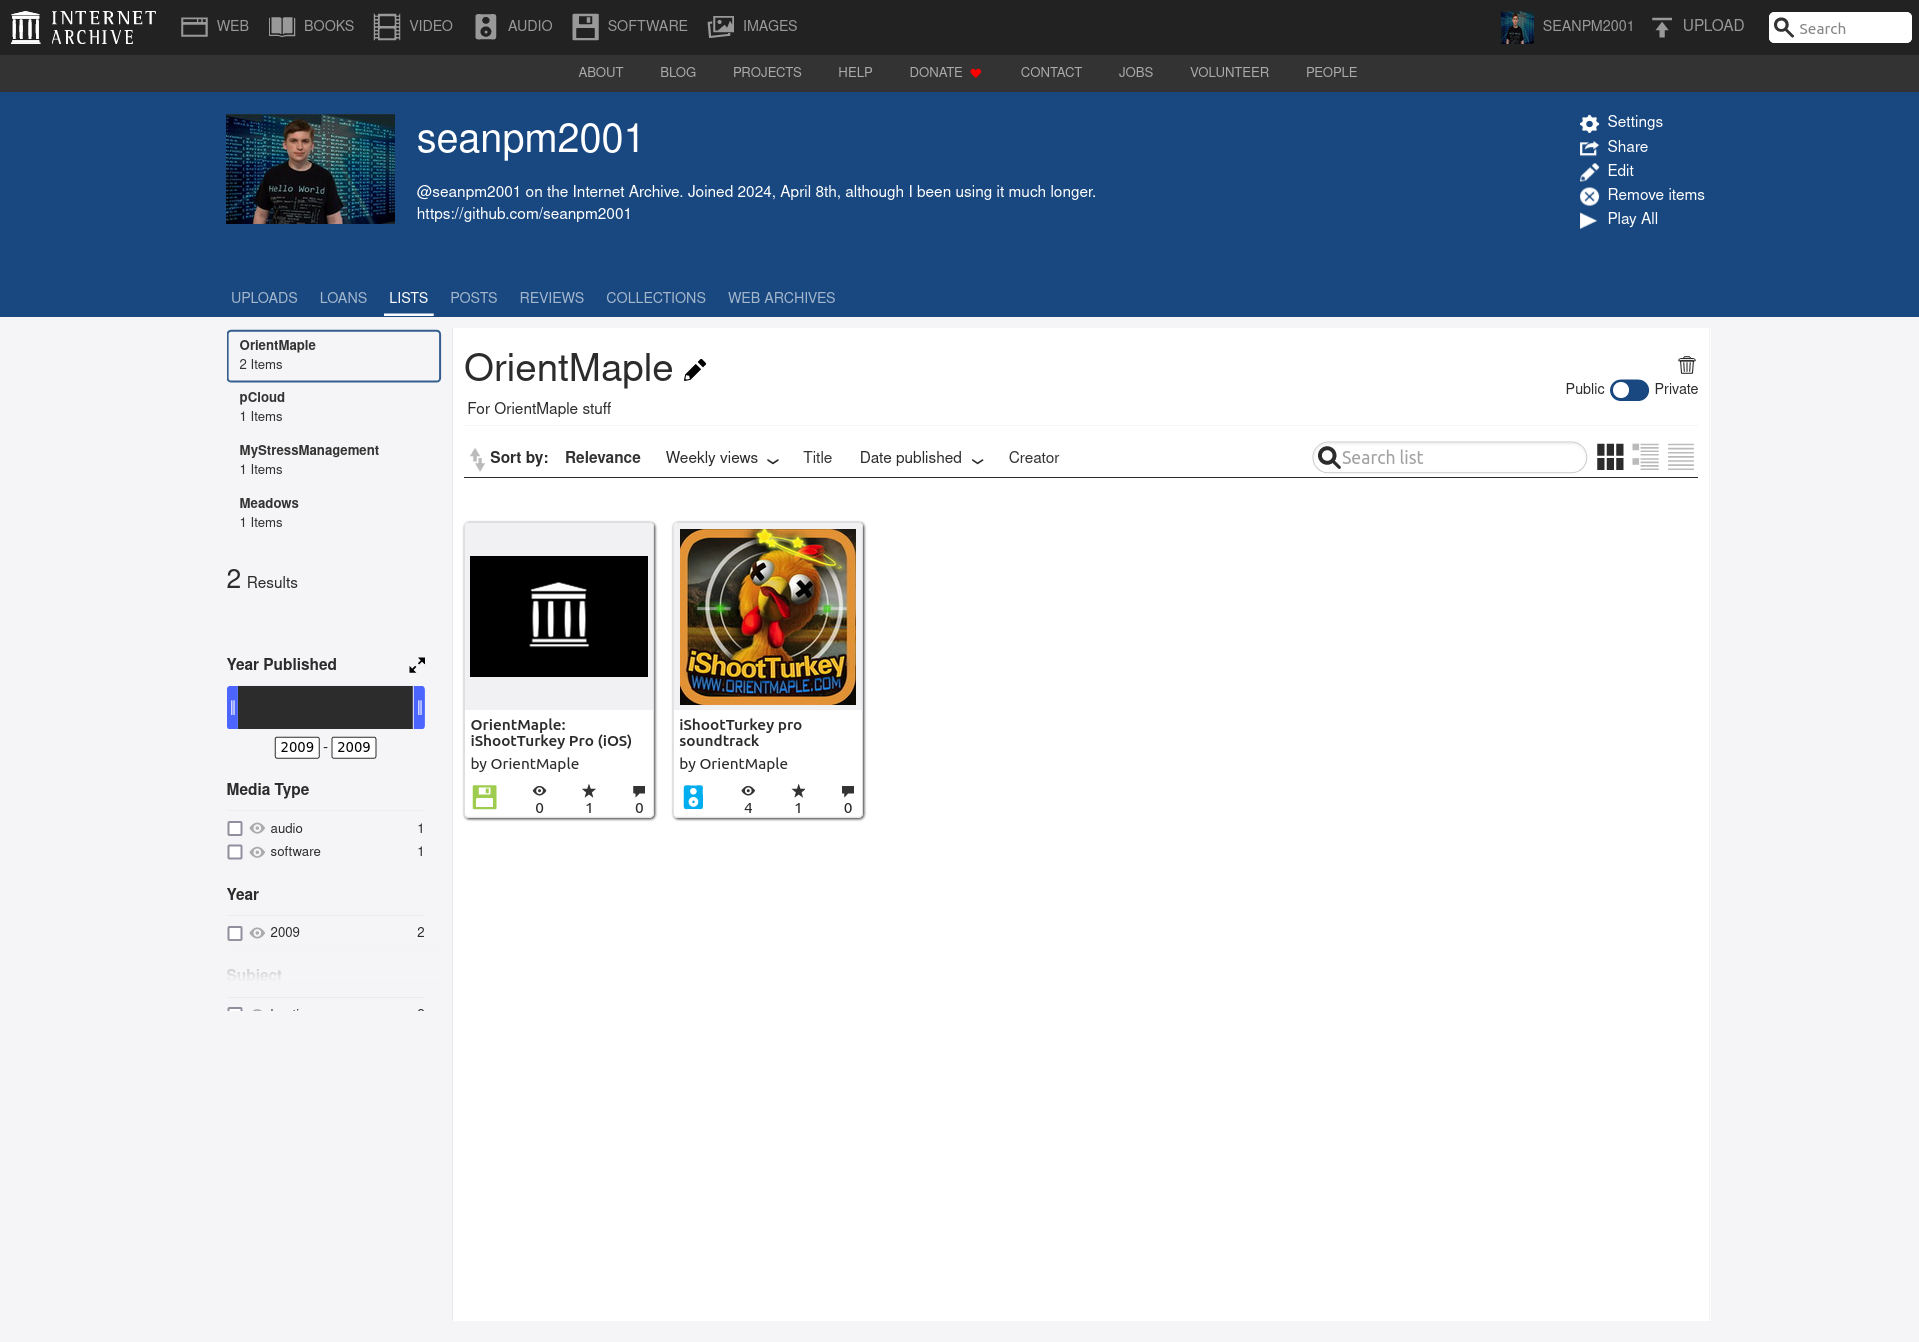 INTERNET ARCHIVE
WEB
BOOKS
VIDEO
AUDIO
SOFTWARE
IMAGES
SEANPM2001
UPLOAD
Search
ABOUT
BLOG
PROJECTS
HELP
DONATE
CONTACT
JOBS
VOLUNTEER
PEOPLE
Hello World
seanpm2001
@seanpm2001 on the Internet Archive. Joined 2024, April 8th, although I been using it much longer.
https://github.com/seanpm2001
Settings
Share
Edit
Remove items
Play All
UPLOADS
LOANS
LISTS
POSTS
REVIEWS
COLLECTIONS
WEB ARCHIVES
OrientMaple
2 Items
pCloud
1 Items
MyStressManagement
1 Items
Meadows
1 Items
2 Results
Year Published
2009 - 2009
Media Type
audio 1
software 1
Year
2009 2
Subject
OrientMaple
For OrientMaple stuff
Public Private
Sort by: Relevance Weekly views Title Date published Creator
Search list
OrientMaple:
iShootTurkey Pro (iOS)
by OrientMaple
0 1 0
iShootTurkey
WWW.ORIENTMAPLE.COM
iShootTurkey pro
soundtrack
by OrientMaple
4 1 0